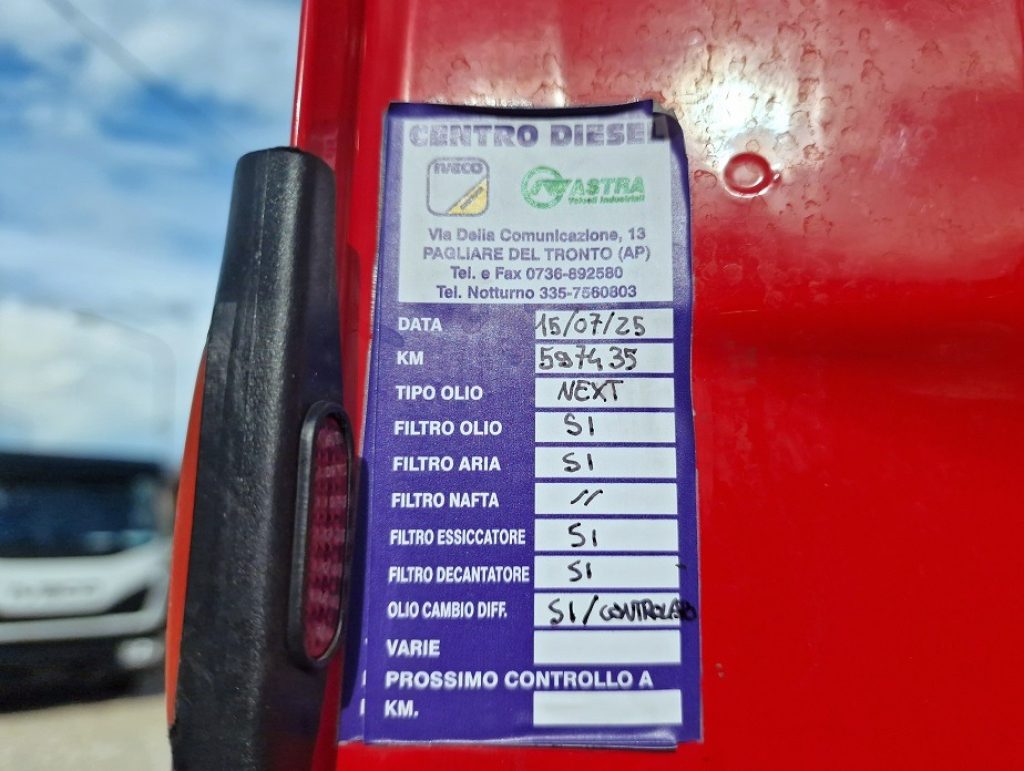 CENTRO DIESEL
IVECO
ASTRA
Veicoli Industriali
Via Della Comunicazione, 13
PAGLIARE DEL TRONTO (AP)
Tel. e Fax 0736-892580
Tel. Notturno 335-7560803
DATA 15/07/25
KM 597435
TIPO OLIO NEXT
FILTRO OLIO SI
FILTRO ARIA SI
FILTRO NAFTA //
FILTRO ESSICCATORE SI
FILTRO DECANTATORE SI
OLIO CAMBIO DIFF. SI/
VARIE
PROSSIMO CONTROLLO A
KM.